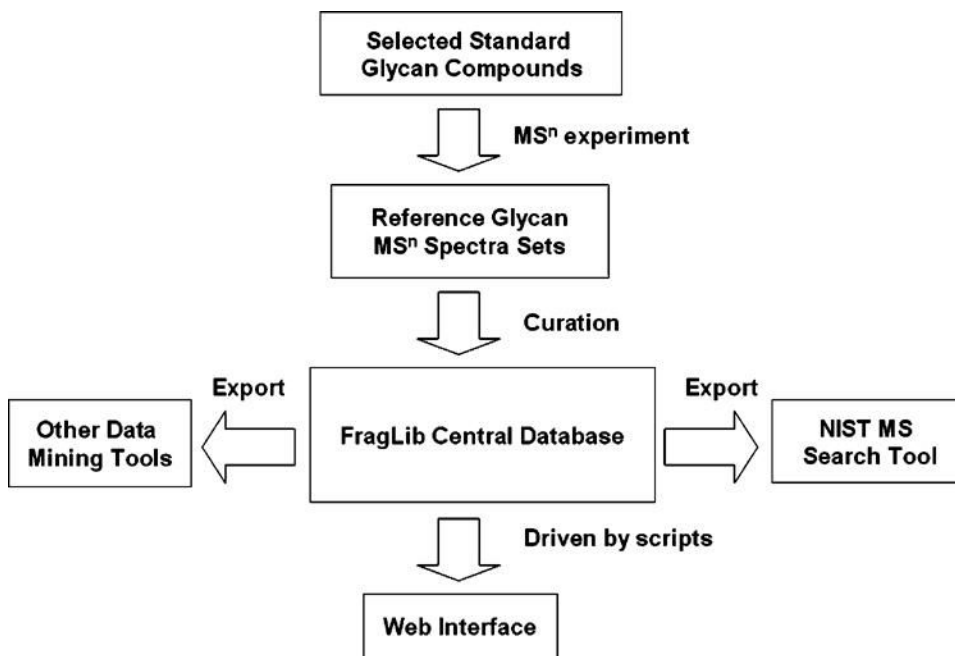 Selected Standard
Glycan Compounds
MSⁿ experiment
Reference Glycan
MSⁿ Spectra Sets
Curation
Export
Export
Other Data
Mining Tools
FragLib Central Database
NIST MS
Search Tool
Driven by scripts
Web Interface